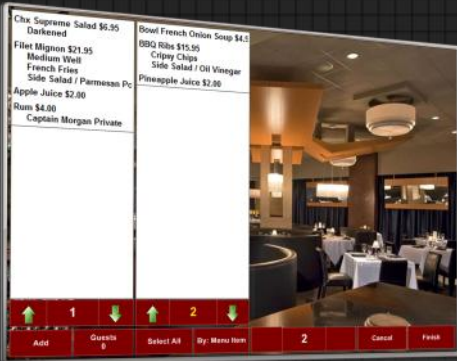 Chx Supreme Salad $6.95
Darkened
Filet Mignon $21.95
Medium Well
French Fries
Side Salad / Parmesan Pc
Apple Juice $2.00
Rum $4.00
Captain Morgan Private
Bowl French Onion Soup $4.5
BBQ Ribs $15.95
Cripsy Chips
Side Salad / Oil Vinegar
Pineapple Juice $2.00
1
2
Add
Guests
0
Select All
By: Menu Item
2
Cancel
Finish